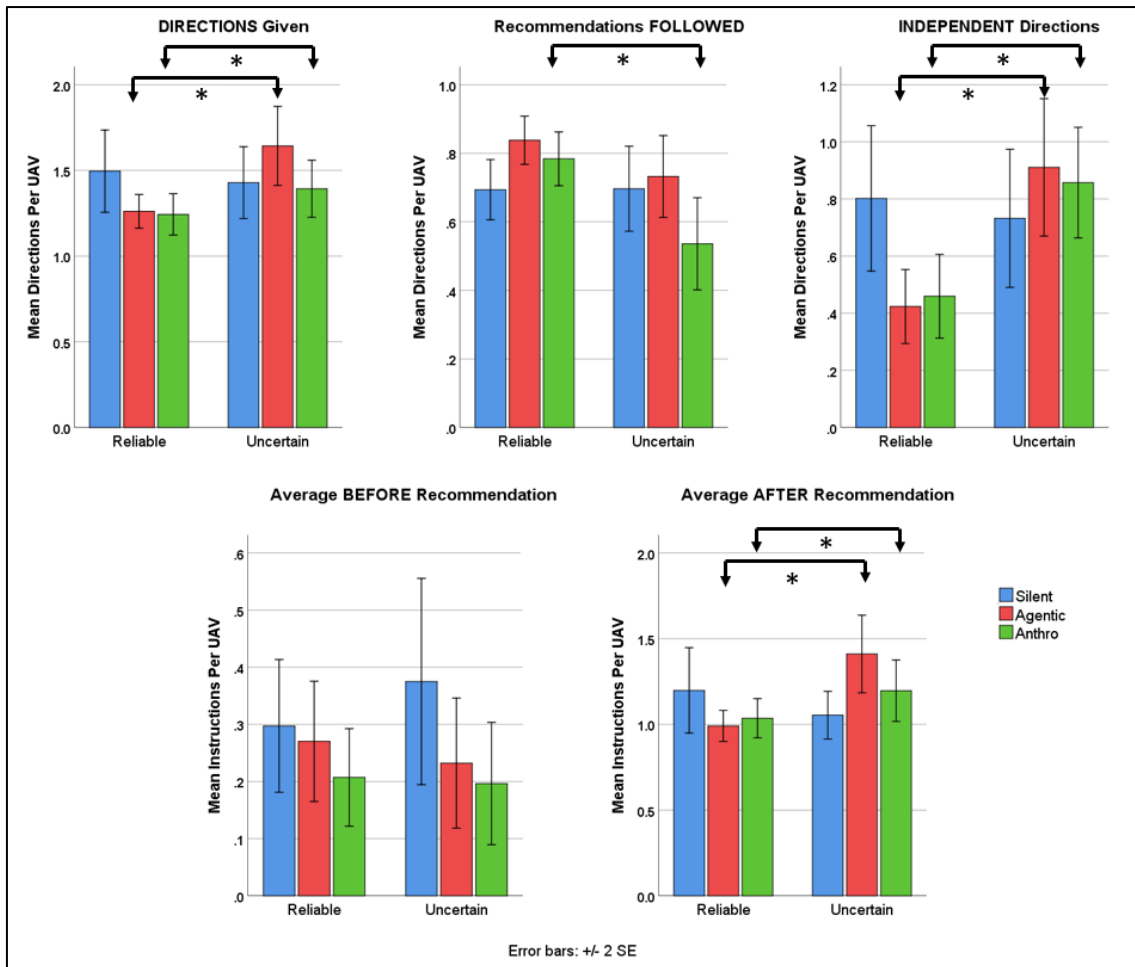 DIRECTIONS Given
*
*
Mean Directions Per UAV
2.0
1.5
1.0
0.5
0.0
Reliable Uncertain
Recommendations FOLLOWED
*
Mean Directions Per UAV
1.0
.8
.6
.4
.2
.0
Reliable Uncertain
INDEPENDENT Directions
*
*
Mean Directions Per UAV
1.2
1.0
.8
.6
.4
.2
.0
Reliable Uncertain
Average BEFORE Recommendation
Mean Instructions Per UAV
.6
.5
.4
.3
.2
.1
.0
Reliable Uncertain
Average AFTER Recommendation
*
*
Mean Instructions Per UAV
2.0
1.5
1.0
0.5
0.0
Reliable Uncertain
Silent
Agentic
Anthro
Error bars: +/- 2 SE